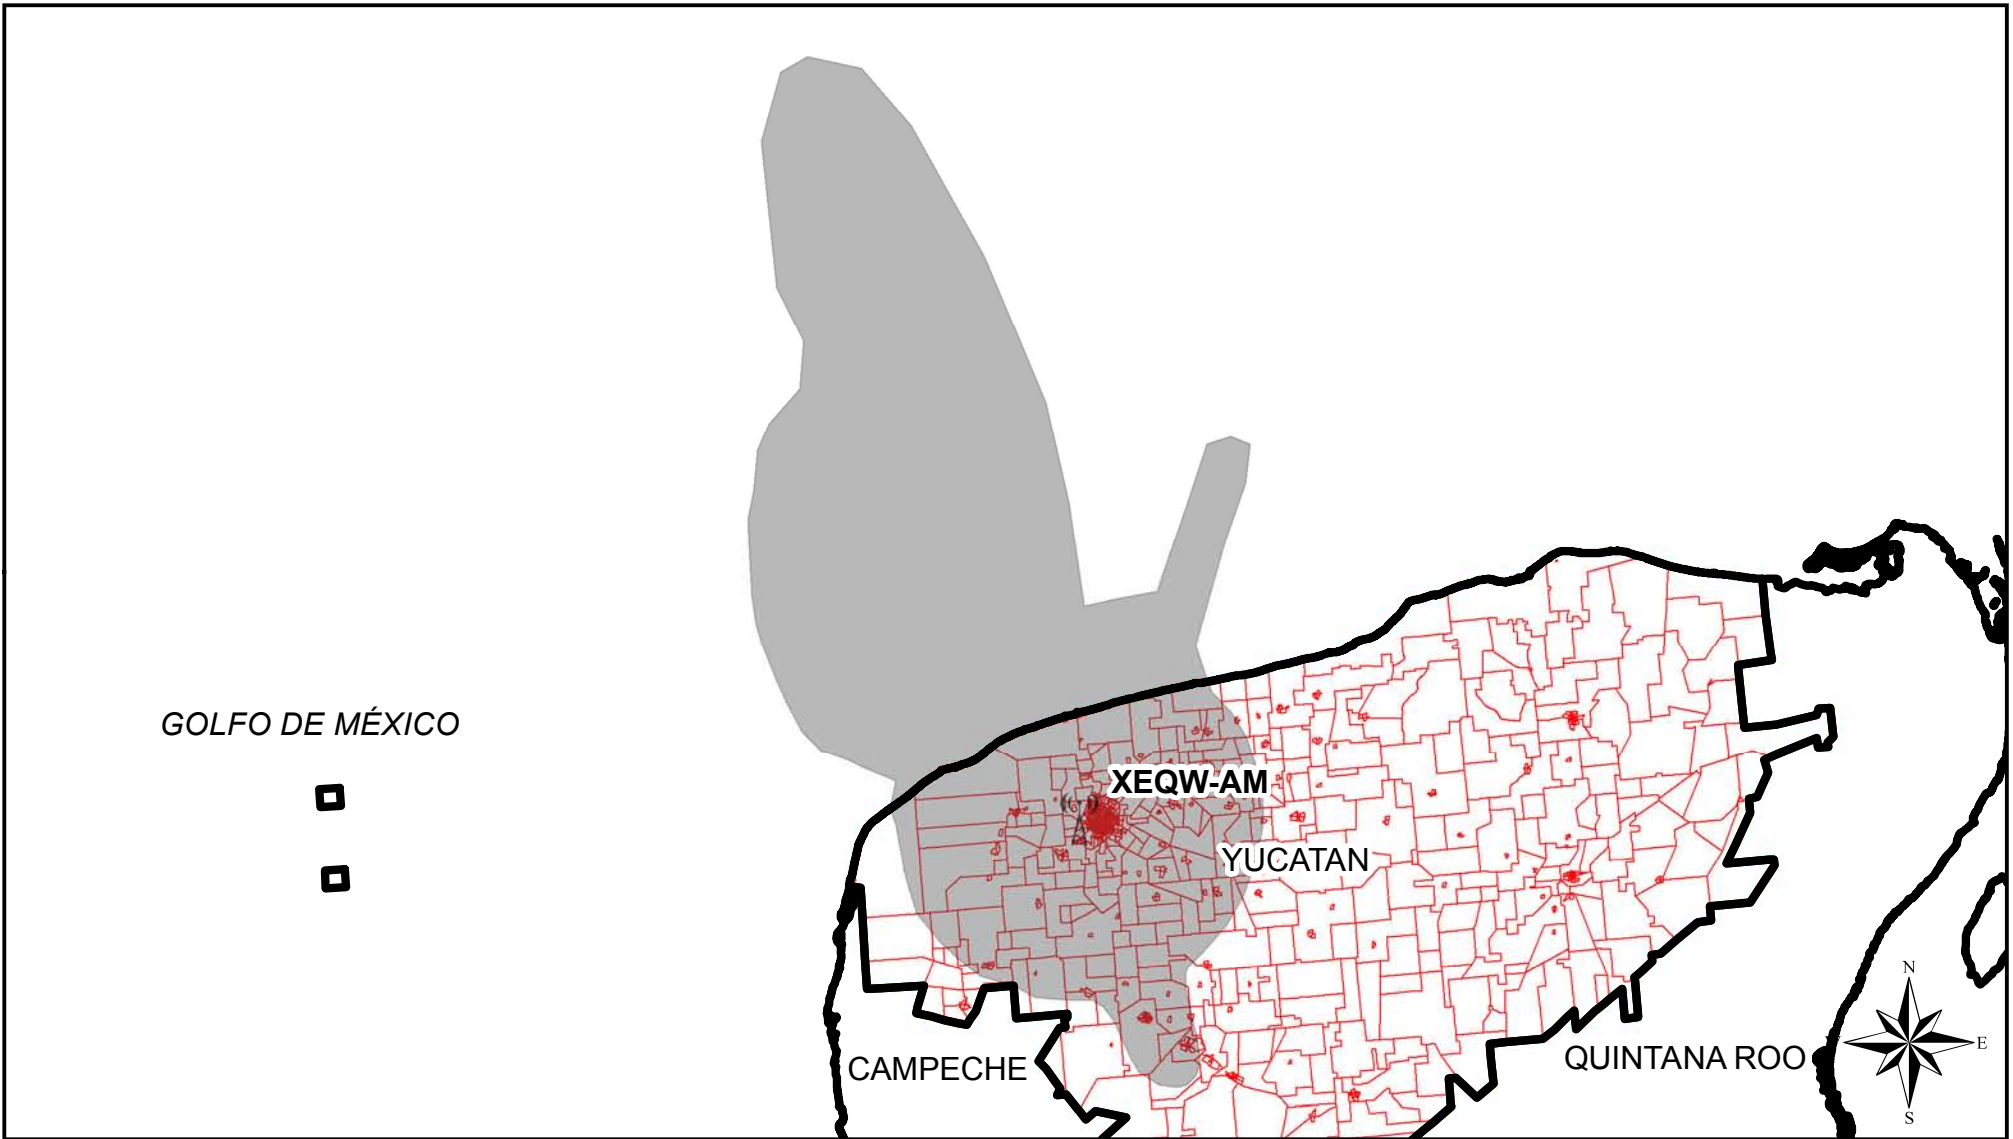 GOLFO DE MÉXICO
XEQW-AM
YUCATAN
CAMPECHE
QUINTANA ROO
N
E
S